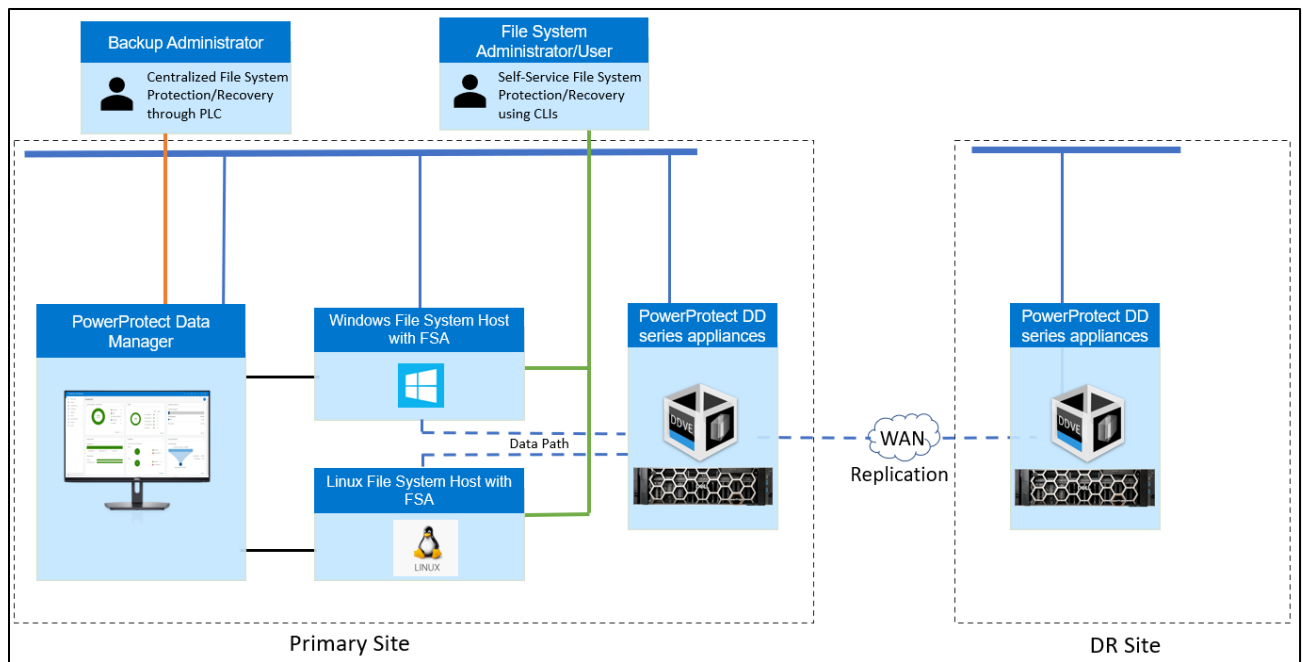 Backup Administrator
Centralized File System
Protection/Recovery
through PLC
File System
Administrator/User
Self-Service File System
Protection/Recovery
using CLIs
PowerProtect Data
Manager
Windows File System Host
with FSA
Data Path
Linux File System Host with
FSA
LINUX
PowerProtect DD
series appliances
DDVE
WAN
Replication
PowerProtect DD
series appliances
DDVE
Primary Site
DR Site